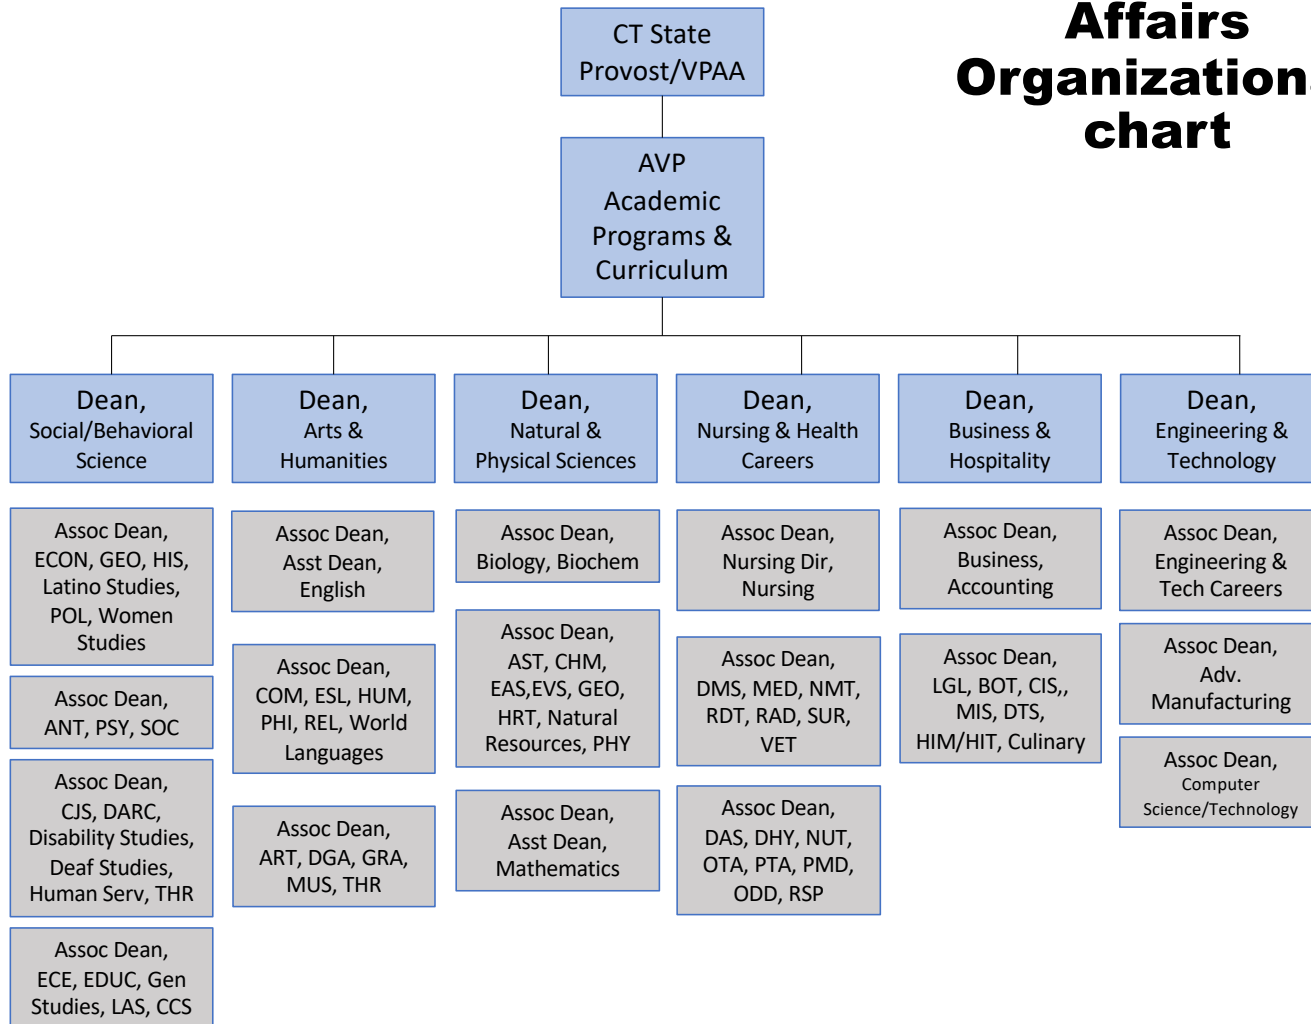 Affairs
Organization
chart
CT State
Provost/VPAA
AVP
Academic
Programs &
Curriculum
Dean,
Social/Behavioral
Science
Dean,
Arts &
Humanities
Dean,
Natural &
Physical Sciences
Dean,
Nursing & Health
Careers
Dean,
Business &
Hospitality
Dean,
Engineering &
Technology
Assoc Dean,
ECON, GEO, HIS,
Latino Studies,
POL, Women
Studies
Assoc Dean,
ANT, PSY, SOC
Assoc Dean,
CJS, DARC,
Disability Studies,
Deaf Studies,
Human Serv, THR
Assoc Dean,
ECE, EDUC, Gen
Studies, LAS, CCS
Assoc Dean,
Asst Dean,
English
Assoc Dean,
COM, ESL, HUM,
PHI, REL, World
Languages
Assoc Dean,
ART, DGA, GRA,
MUS, THR
Assoc Dean,
Biology, Biochem
Assoc Dean,
AST, CHM,
EAS,EVS, GEO,
HRT, Natural
Resources, PHY
Assoc Dean,
Asst Dean,
Mathematics
Assoc Dean,
Nursing Dir,
Nursing
Assoc Dean,
DMS, MED, NMT,
RDT, RAD, SUR,
VET
Assoc Dean,
DAS, DHY, NUT,
OTA, PTA, PMD,
ODD, RSP
Assoc Dean,
Business,
Accounting
Assoc Dean,
LGL, BOT, CIS,,
MIS, DTS,
HIM/HIT, Culinary
Assoc Dean,
Engineering &
Tech Careers
Assoc Dean,
Adv.
Manufacturing
Assoc Dean,
Computer
Science/Technology